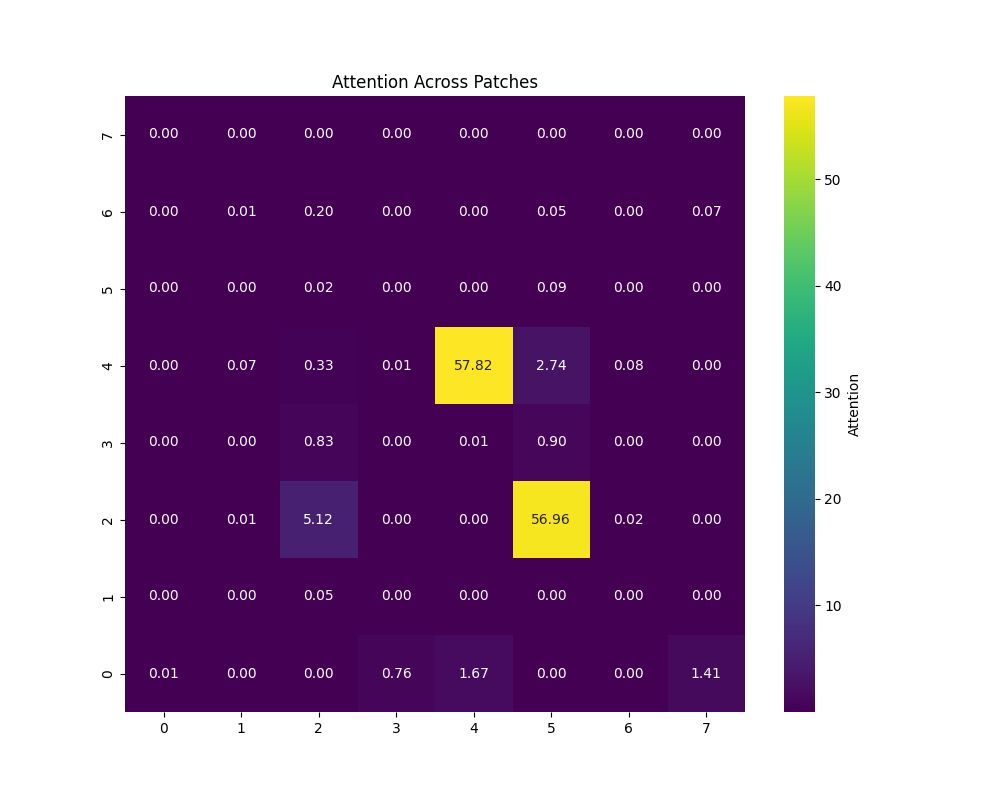 Attention Across Patches
7 0.00 0.00 0.00 0.00 0.00 0.00 0.00 0.00
6 0.00 0.01 0.20 0.00 0.00 0.05 0.00 0.07
5 0.00 0.00 0.02 0.00 0.00 0.09 0.00 0.00
4 0.00 0.07 0.33 0.01 57.82 2.74 0.08 0.00
3 0.00 0.00 0.83 0.00 0.01 0.90 0.00 0.00
2 0.00 0.01 5.12 0.00 0.00 56.96 0.02 0.00
1 0.00 0.00 0.05 0.00 0.00 0.00 0.00 0.00
0 0.01 0.00 0.00 0.76 1.67 0.00 0.00 1.41
0 1 2 3 4 5 6 7
50
40
30
20
10
Attention